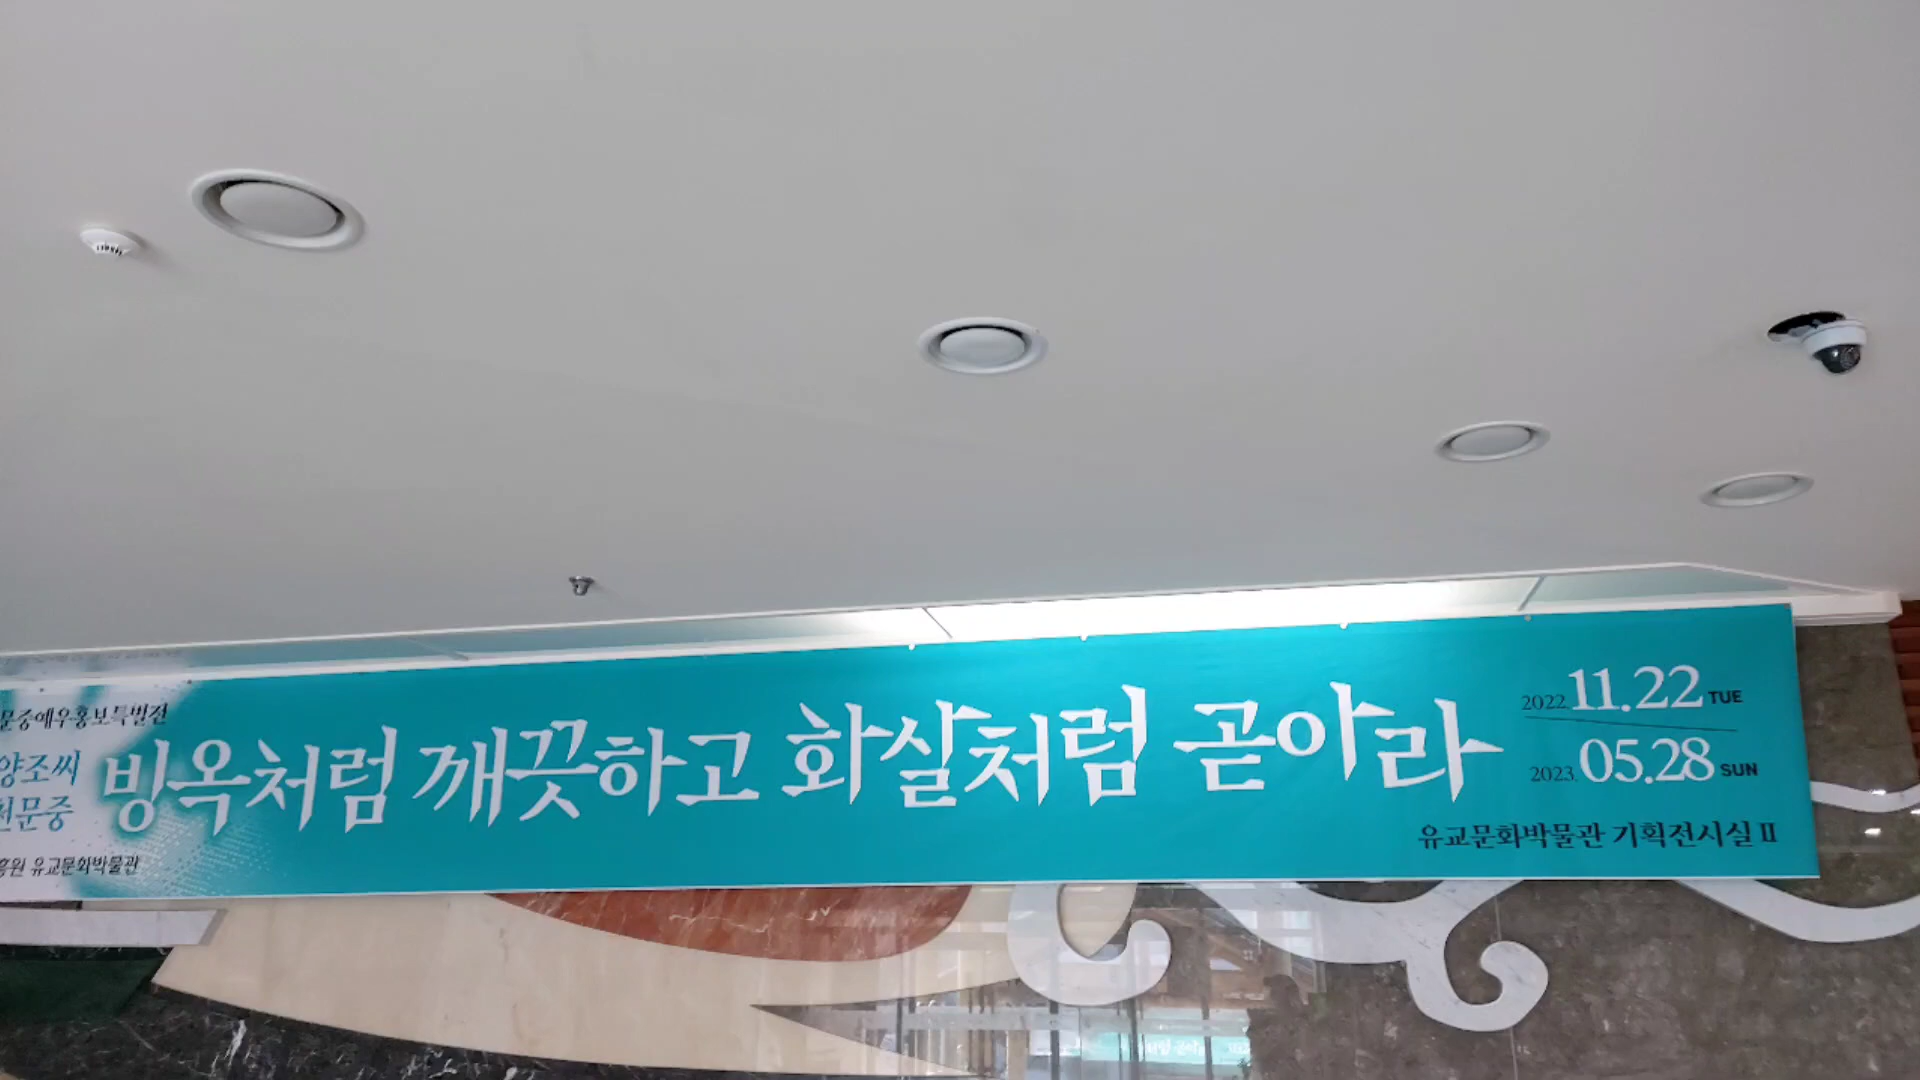 문중예우홍보특별전
양조씨
문중
빙옥처럼 깨끗하고 화살처럼 곧아라
2022. 11.22 TUE
2023. 05.28 SUN
흥원 유교문화박물관
유교문화박물관 기획전시실 II